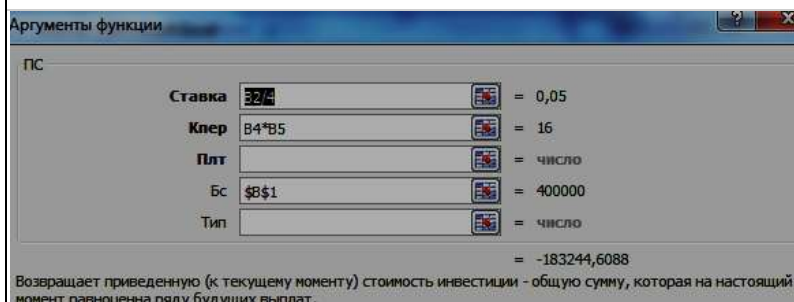 Аргументы функции
ПС
Ставка B2/4 = 0,05
Кпер B4*B5 = 16
Плт = число
Бс $B$1 = 400000
Тип = число
= -183244,6088
Возвращает приведенную (к текущему моменту) стоимость инвестиции - общую сумму, которая на настоящий
момент равноценна ряду будущих выплат.